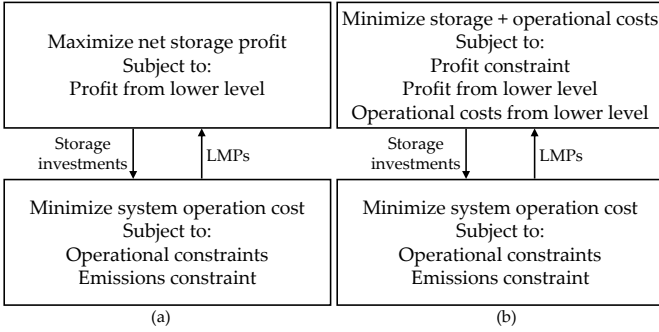 Maximize net storage profit
Subject to:
Profit from lower level
Storage
investments
LMPs
Minimize system operation cost
Subject to:
Operational constraints
Emissions constraint
(a)
Minimize storage + operational costs
Subject to:
Profit constraint
Profit from lower level
Operational costs from lower level
Storage
investments
LMPs
Minimize system operation cost
Subject to:
Operational constraints
Emissions constraint
(b)